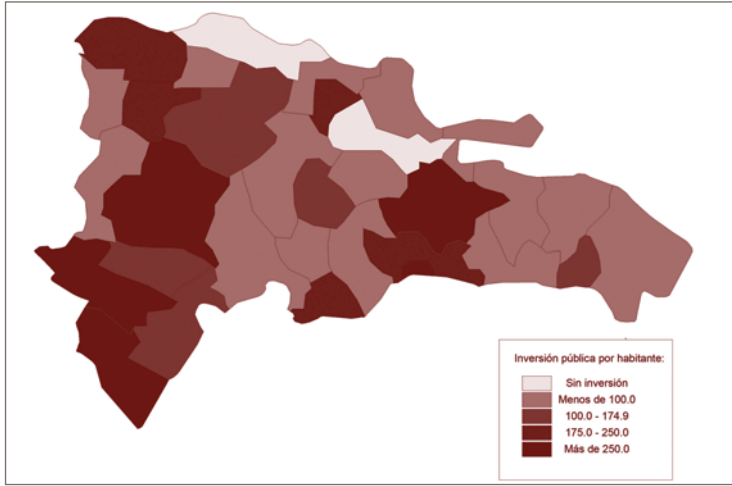 Inversión pública por habitante:
Sin inversión
Menos de 100.0
100.0 - 174.9
175.0 - 250.0
Más de 250.0